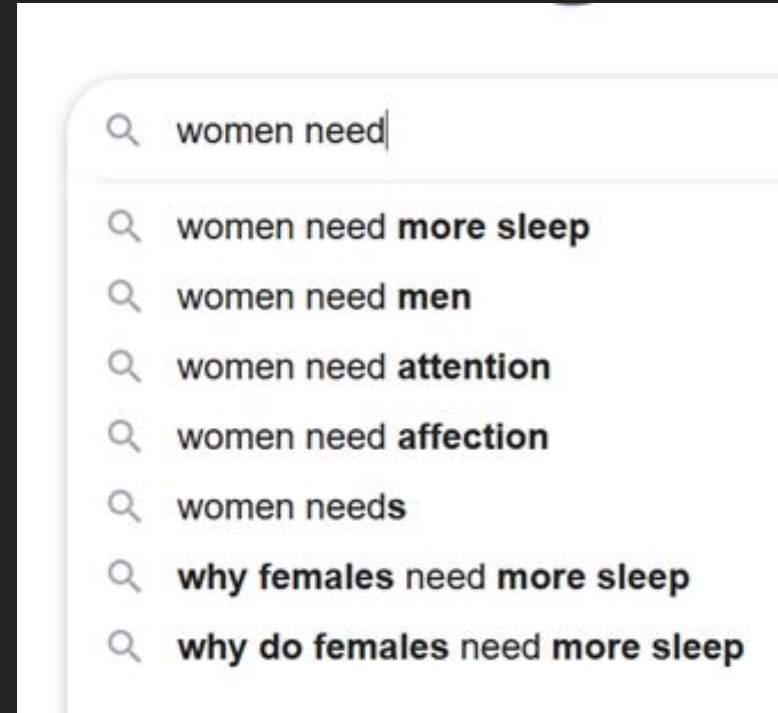 women need
women need more sleep
women need men
women need attention
women need affection
women needs
why females need more sleep
why do females need more sleep